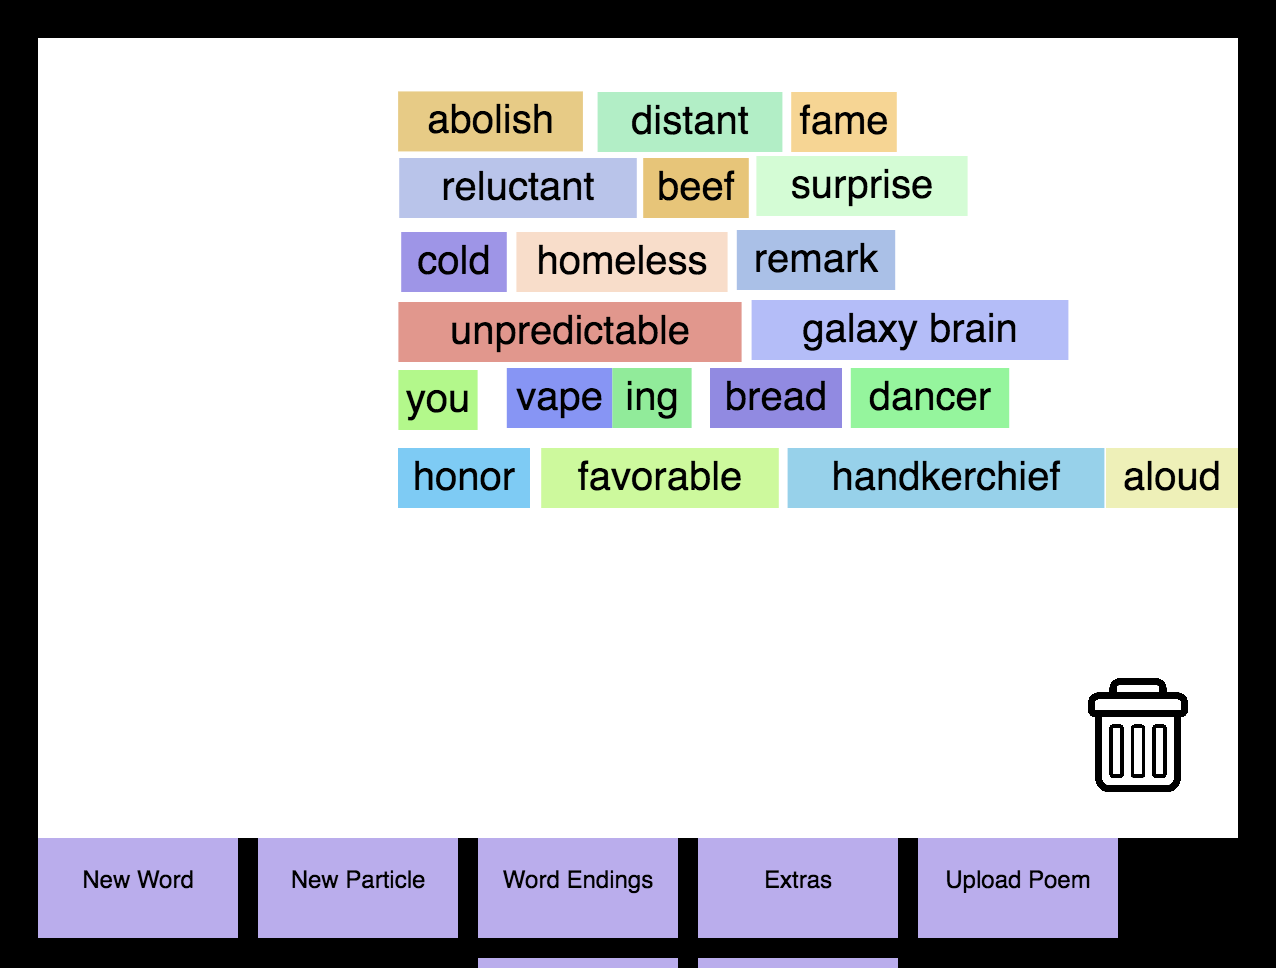 abolish distant fame
reluctant beef surprise
cold homeless remark
unpredictable galaxy brain
you vape ing bread dancer
honor favorable handkerchief aloud
New Word New Particle Word Endings Extras Upload Poem